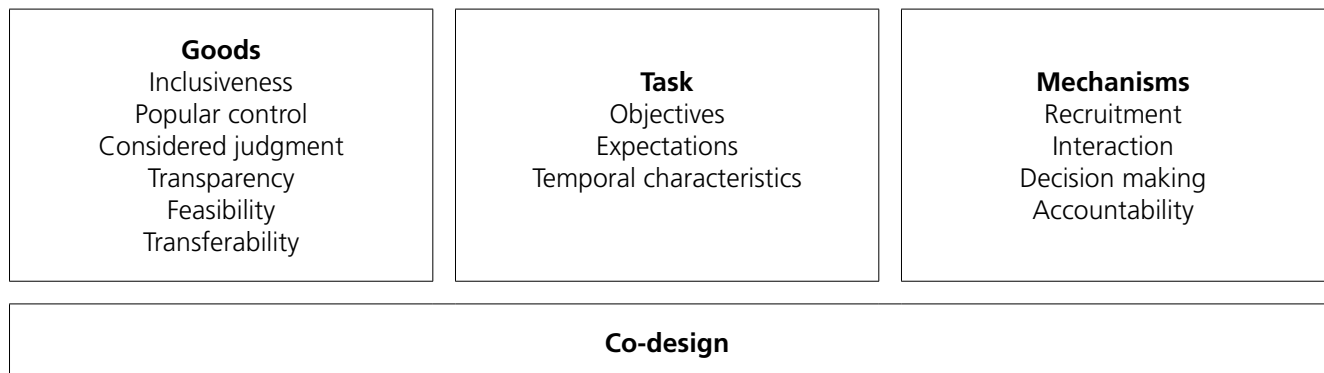 Goods
Inclusiveness
Popular control
Considered judgment
Transparency
Feasibility
Transferability
Task
Objectives
Expectations
Temporal characteristics
Mechanisms
Recruitment
Interaction
Decision making
Accountability
Co-design